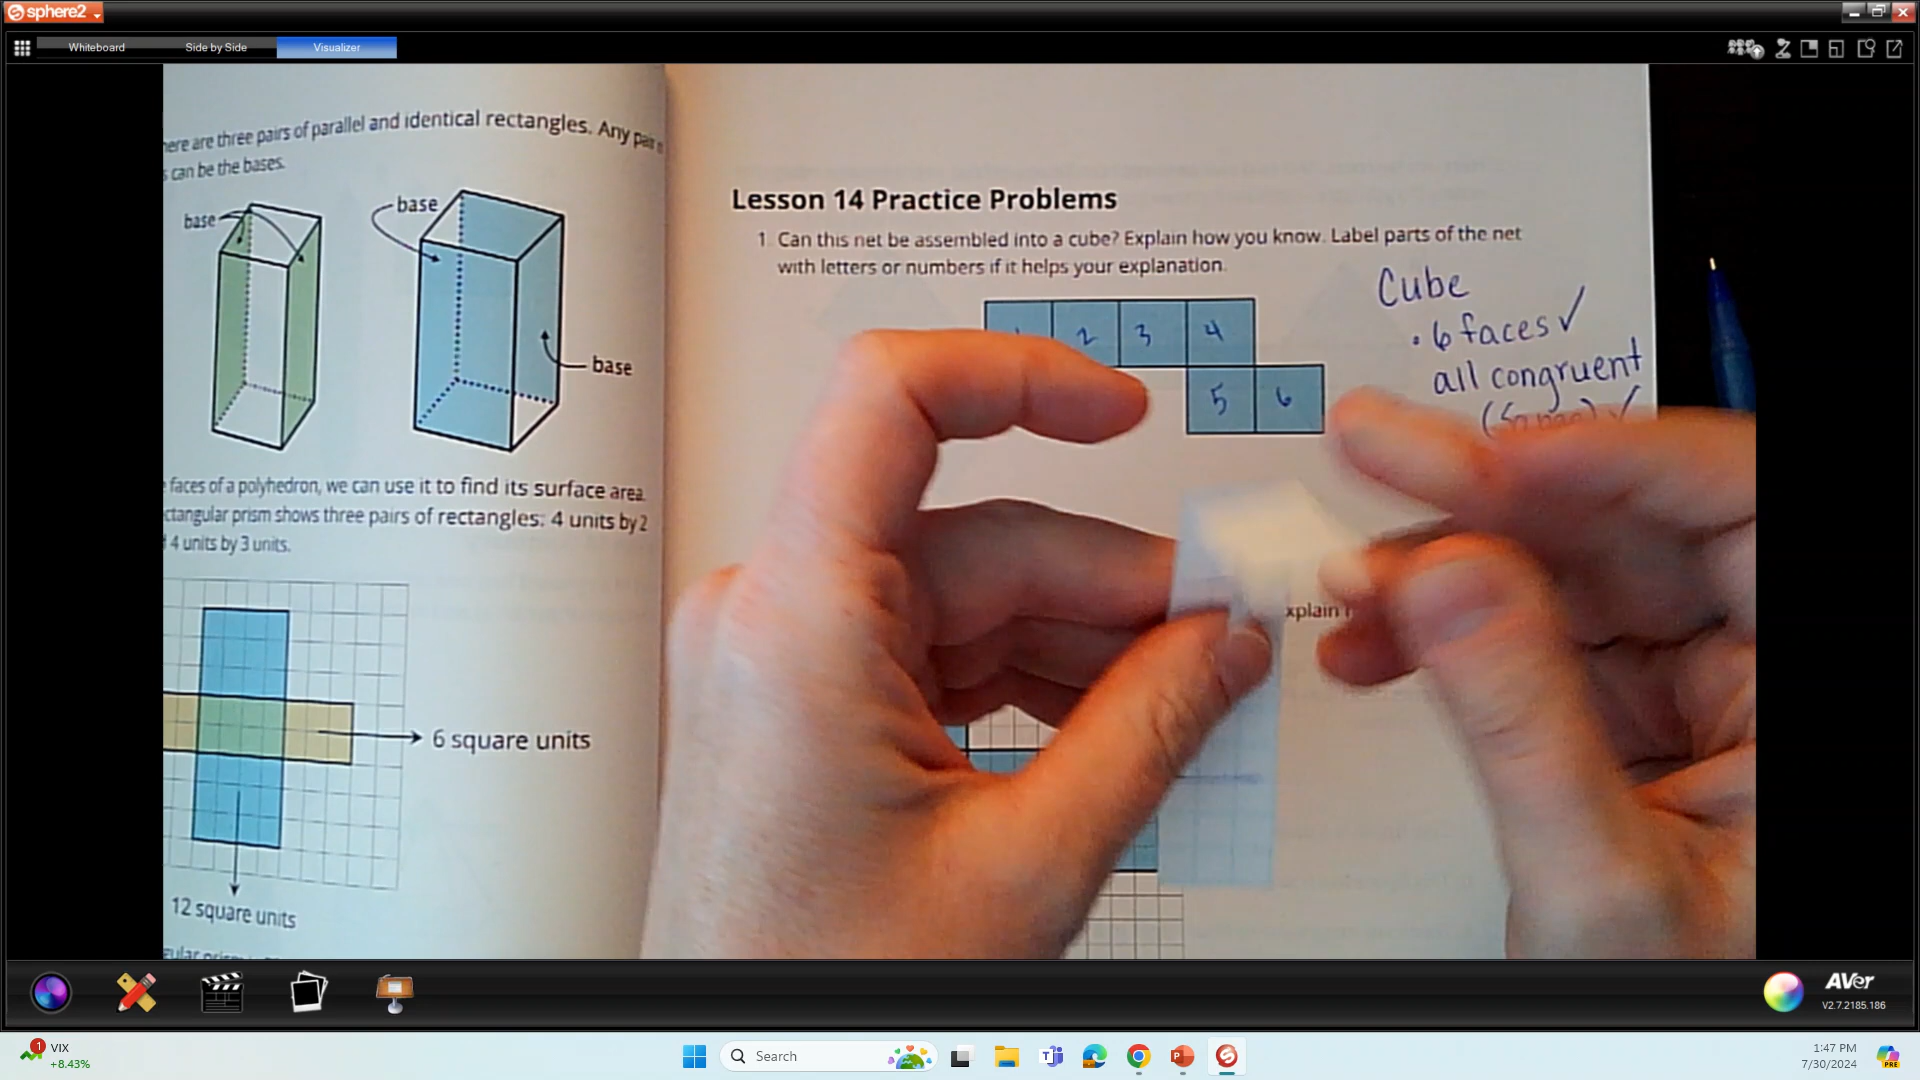 sphere2
Whiteboard
Side by Side
Visualizer
here are three pairs of parallel and identical rectangles. Any pair
s can be the bases.
base
base
base
faces of a polyhedron, we can use it to find its surface area.
ctangular prism shows three pairs of rectangles: 4 units by 2
4 units by 3 units.
6 square units
12 square units
Lesson 14 Practice Problems
1. Can this net be assembled into a cube? Explain how you know. Label parts of the net
with letters or numbers if it helps your explanation.
2 3 4
5 6
Cube
• 6 faces ✓
all congruent
xplain
AVer
V2.7.2185.186
1
VIX
+8.43%
Search
1:47 PM
7/30/2024
PRE